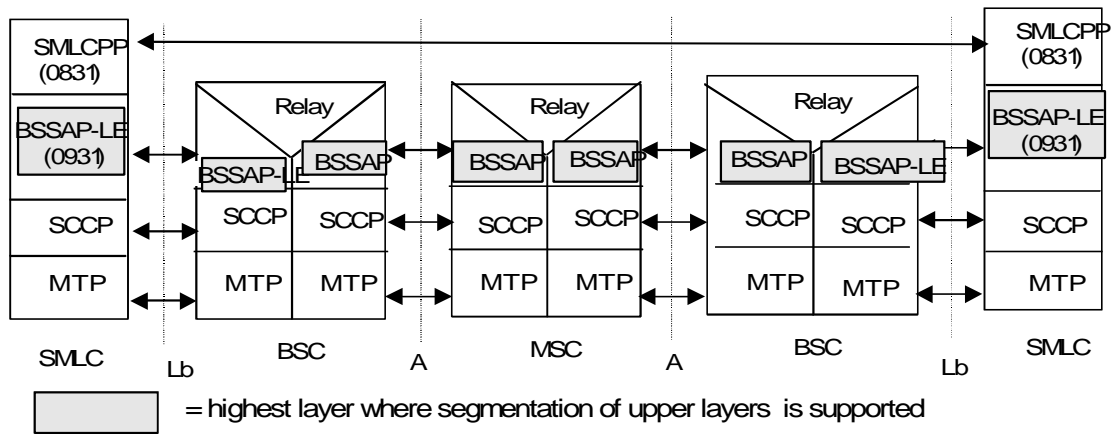 SMLCPP
(0831)
SMLCPP
(0831)
Relay
Relay
Relay
BSSAP-LE
(0931)
BSSAP-LE
BSSAP
BSSAP
BSSAP
BSSAP
BSSAP-LE
BSSAP-LE
(0931)
SCCP
SCCP
SCCP
SCCP
SCCP
SCCP
SCCP
SCCP
MTP
MTP
MTP
MTP
MTP
MTP
MTP
MTP
SMLC
Lb
BSC
A
MSC
A
BSC
Lb
SMLC
= highest layer where segmentation of upper layers is supported